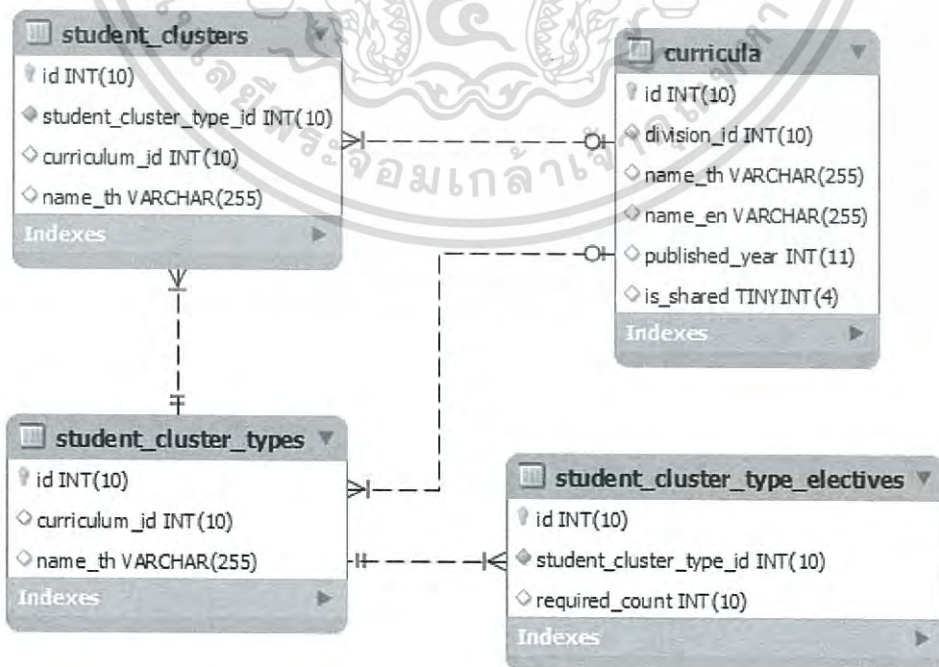 student_clusters
id INT(10)
student_cluster_type_id INT(10)
curriculum_id INT(10)
name_th VARCHAR(255)
Indexes
curricula
id INT(10)
division_id INT(10)
name_th VARCHAR(255)
name_en VARCHAR(255)
published_year INT(11)
is_shared TINYINT(4)
Indexes
student_cluster_types
id INT(10)
curriculum_id INT(10)
name_th VARCHAR(255)
Indexes
student_cluster_type_electives
id INT(10)
student_cluster_type_id INT(10)
required_count INT(10)
Indexes